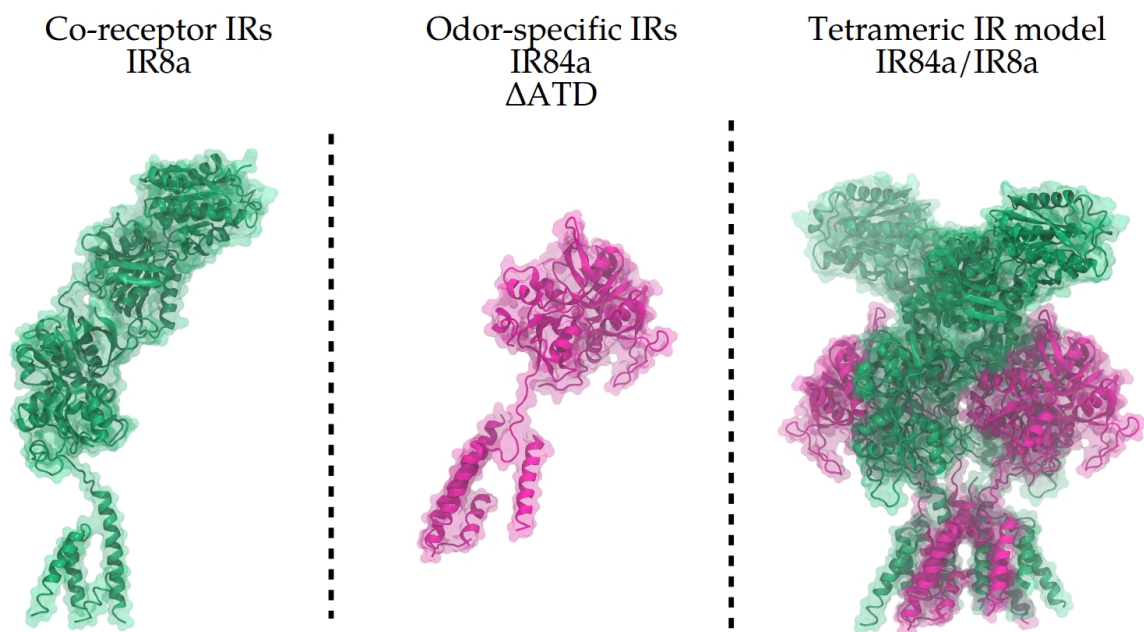 Co-receptor IRs
IR8a
Odor-specific IRs
IR84a
ΔATD
Tetrameric IR model
IR84a/IR8a